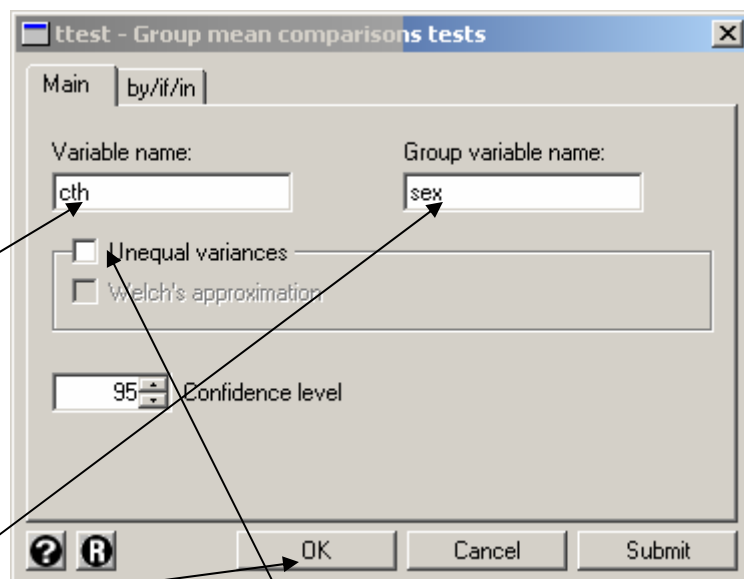 ttest - Group mean comparisons tests
Main by/if/in
Variable name: Group variable name:
cth sex
Unequal variances
Welch's approximation
95 Confidence level
? R OK Cancel Submit